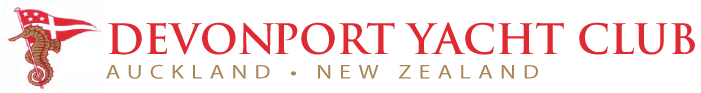 DEVONPORT YACHT CLUB
AUCKLAND • NEW ZEALAND